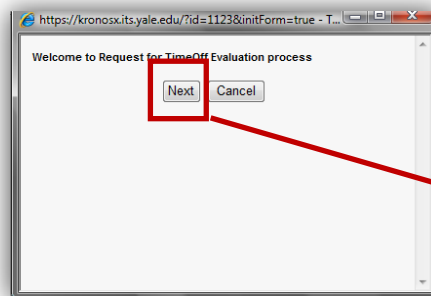 https://kronosx.its.yale.edu/?id=1123&initForm=true - T...
Welcome to Request for TimeOff Evaluation process
Next Cancel